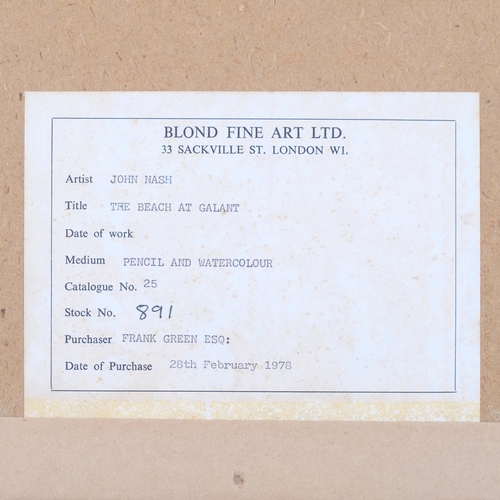 BLOND FINE ART LTD.
33 SACKVILLE ST. LONDON W1.
Artist JOHN NASH
Title THE BEACH AT GALANT
Date of work
Medium PENCIL AND WATERCOLOUR
Catalogue No. 25
Stock No. 891
Purchaser FRANK GREEN ESQ:
Date of Purchase 28th February 1978